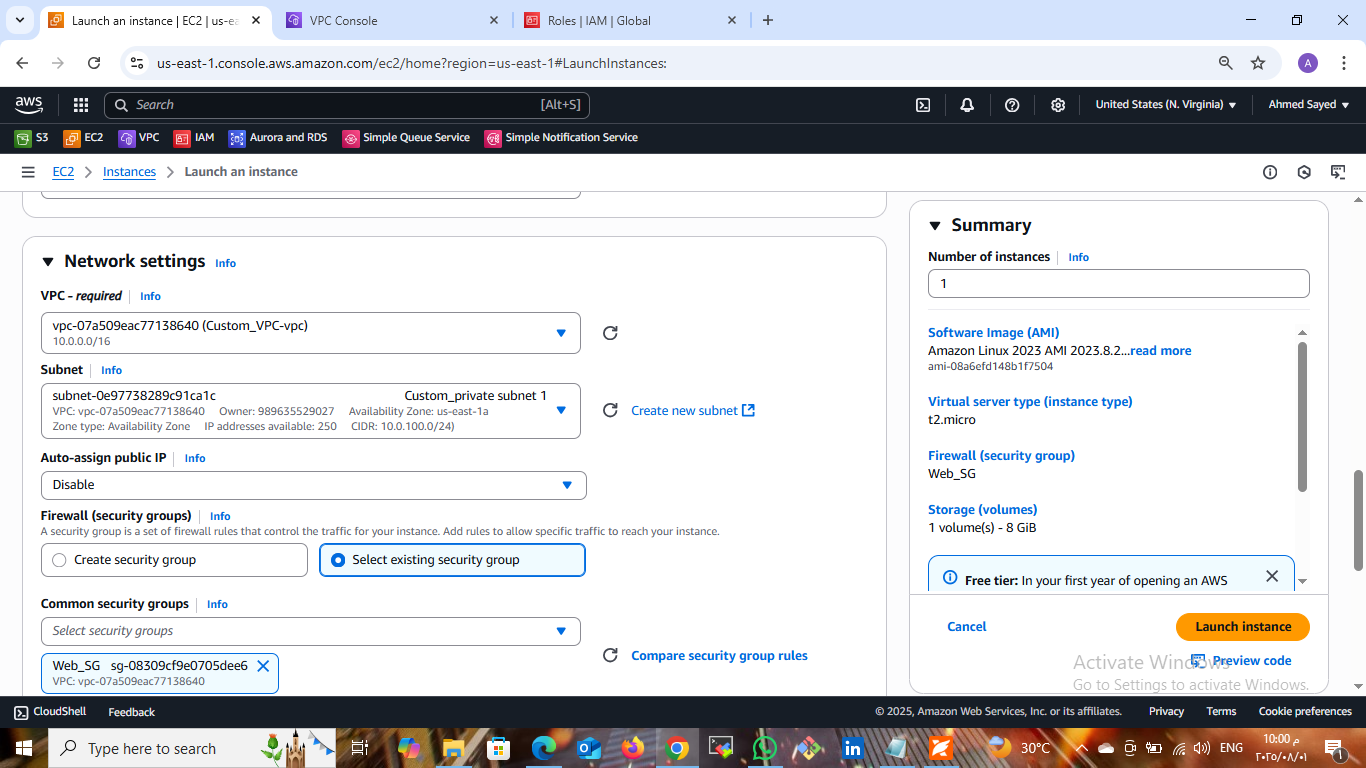 Launch an instance | EC2 | us-ea
VPC Console
Roles | IAM | Global
us-east-1.console.aws.amazon.com/ec2/home?region=us-east-1#LaunchInstances:
A
aws
Search
[Alt+S]
United States (N. Virginia)
Ahmed Sayed
S3
EC2
VPC
IAM
Aurora and RDS
Simple Queue Service
Simple Notification Service
EC2
Instances
Launch an instance
Network settings Info
VPC - required Info
vpc-07a509eac77138640 (Custom_VPC-vpc)
10.0.0.0/16
Subnet Info
subnet-0e97738289c91ca1c Custom_private subnet 1
VPC: vpc-07a509eac77138640 Owner: 989635529027 Availability Zone: us-east-1a
Zone type: Availability Zone IP addresses available: 250 CIDR: 10.0.100.0/24)
Create new subnet
Auto-assign public IP Info
Disable
Firewall (security groups) Info
A security group is a set of firewall rules that control the traffic for your instance. Add rules to allow specific traffic to reach your instance.
Create security group
Select existing security group
Common security groups Info
Select security groups
Web_SG sg-08309cf9e0705dee6
VPC: vpc-07a509eac77138640
Compare security group rules
Summary
Number of instances Info
1
Software Image (AMI)
Amazon Linux 2023 AMI 2023.8.2...read more
ami-08a6efd148b1f7504
Virtual server type (instance type)
t2.micro
Firewall (security group)
Web_SG
Storage (volumes)
1 volume(s) - 8 GiB
Free tier: In your first year of opening an AWS
Cancel
Launch instance
Preview code
Activate Windows
Go to Settings to activate Windows.
CloudShell
Feedback
© 2025, Amazon Web Services, Inc. or its affiliates.
Privacy
Terms
Cookie preferences
Type here to search
30°C
ENG
10:00 م
٢٠٢٥/٠٨/٠١
1